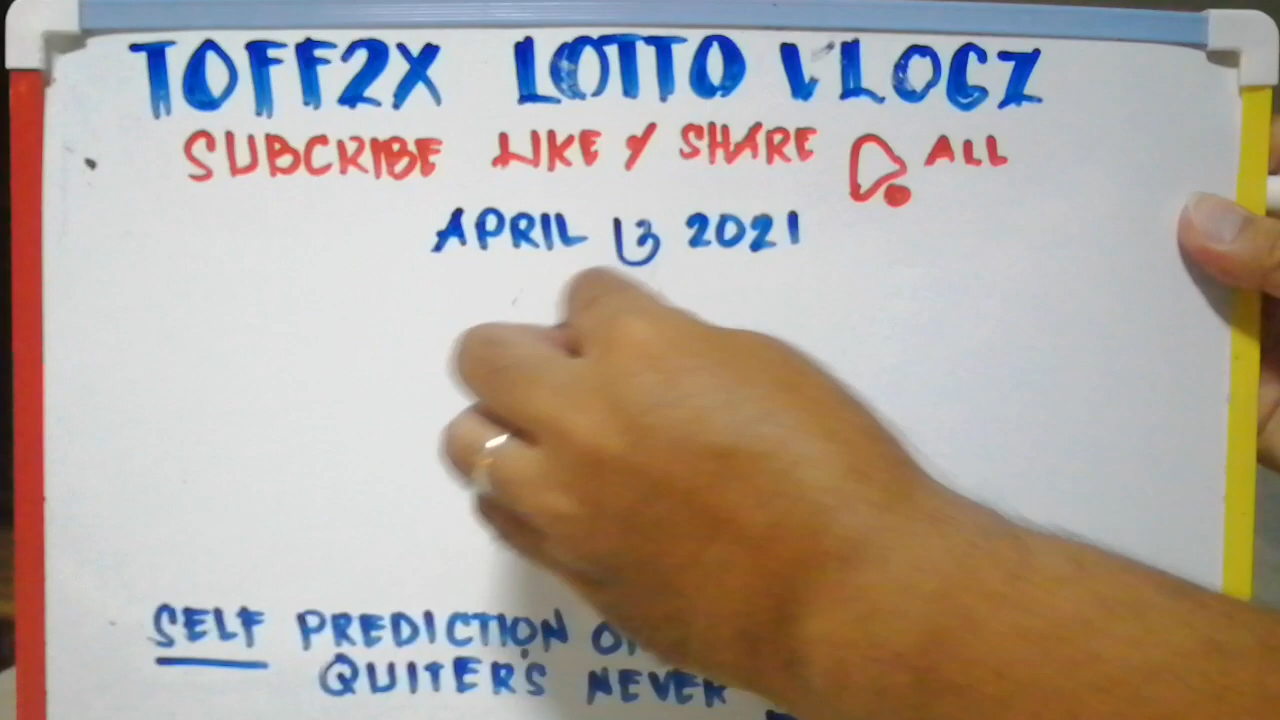 TOFF2X LOTTO VLOGZ
SUBCRIBE LIKE & SHARE ALL
APRIL 13 2021
SELF PREDICTION
QUITERS NEVER